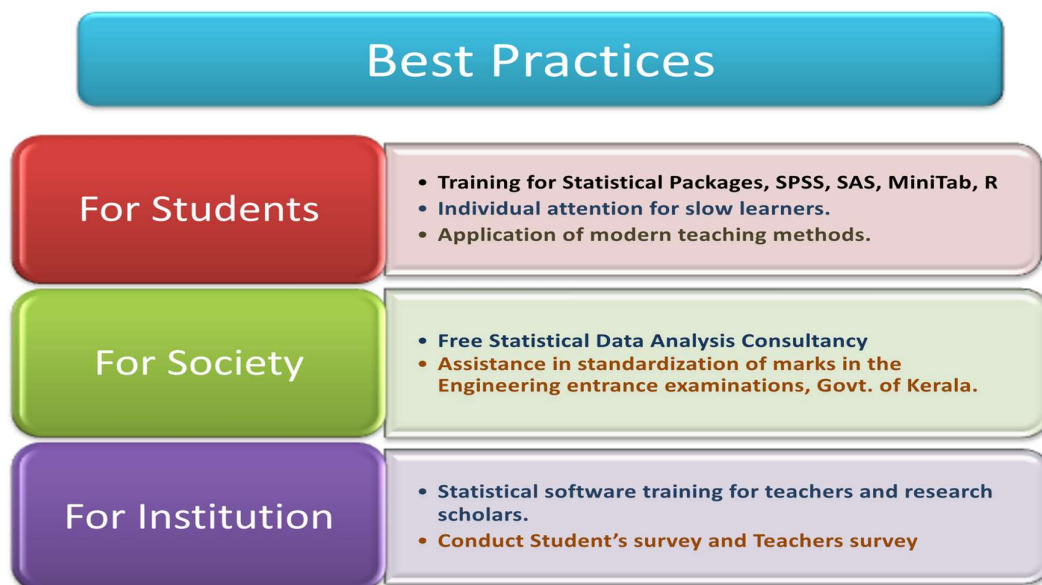 Best Practices
For Students
• Training for Statistical Packages, SPSS, SAS, MiniTab, R
• Individual attention for slow learners.
• Application of modern teaching methods.
For Society
• Free Statistical Data Analysis Consultancy
• Assistance in standardization of marks in the
Engineering entrance examinations, Govt. of Kerala.
For Institution
• Statistical software training for teachers and research
scholars.
• Conduct Student’s survey and Teachers survey